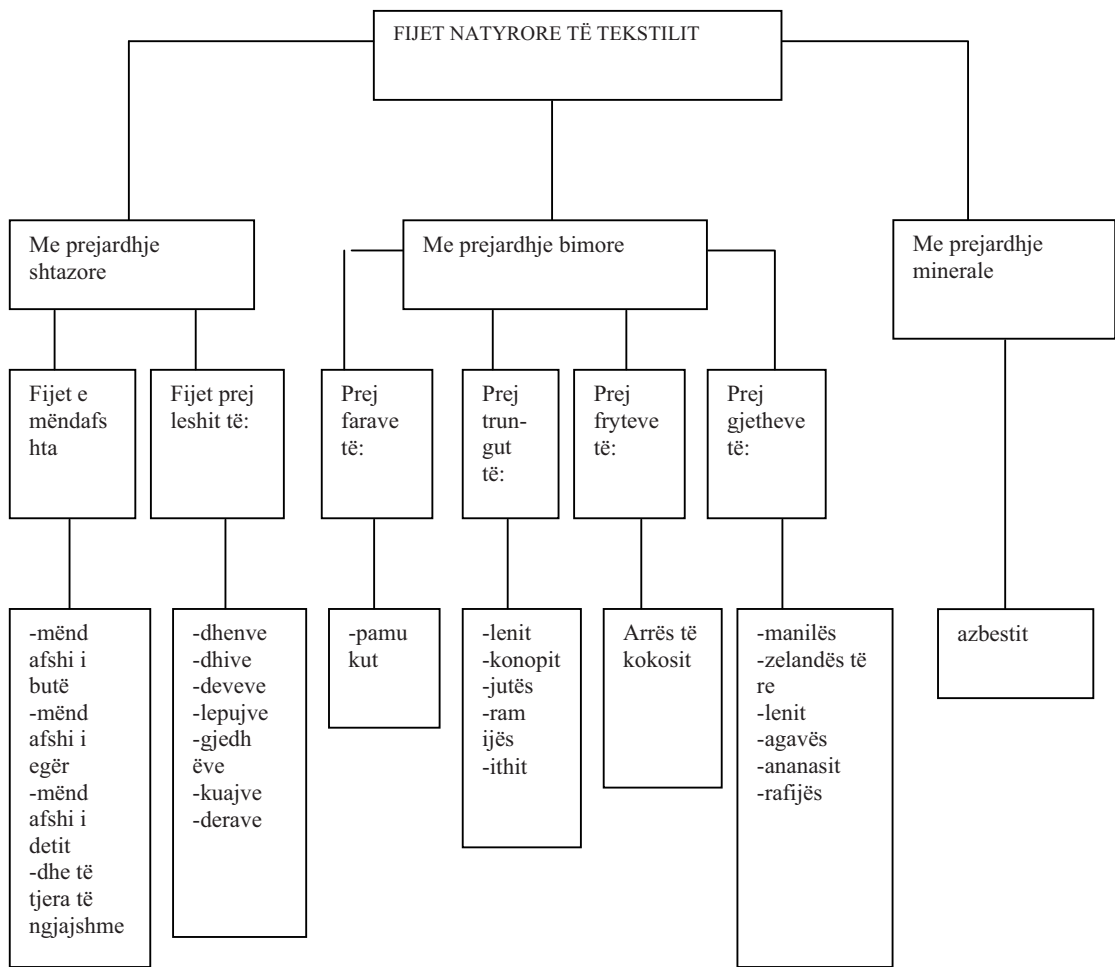 FIJET NATYRORE TË TEKSTILIT
Me prejardhje
shtazore
Me prejardhje bimore
Me prejardhje
minerale
Fijet e
mëndafs
hta
Fijet prej
leshit të:
Prej
farave
të:
Prej
trun-
gut
të:
Prej
fryteve
të:
Prej
gjetheve
të:
-mënd
afshi i
butë
-mënd
afshi i
egër
-mënd
afshi i
detit
-dhe të
tjera të
ngjajshme
-dhenve
-dhive
-deveve
-lepujve
-gjedh
ëve
-kuajve
-derave
-pamu
kut
-lenit
-konopit
-jutës
-ram
ijës
-ithit
Arrës të
kokosit
-manilës
-zelandës të
re
-lenit
-agavës
-ananasit
-rafijës
azbestit